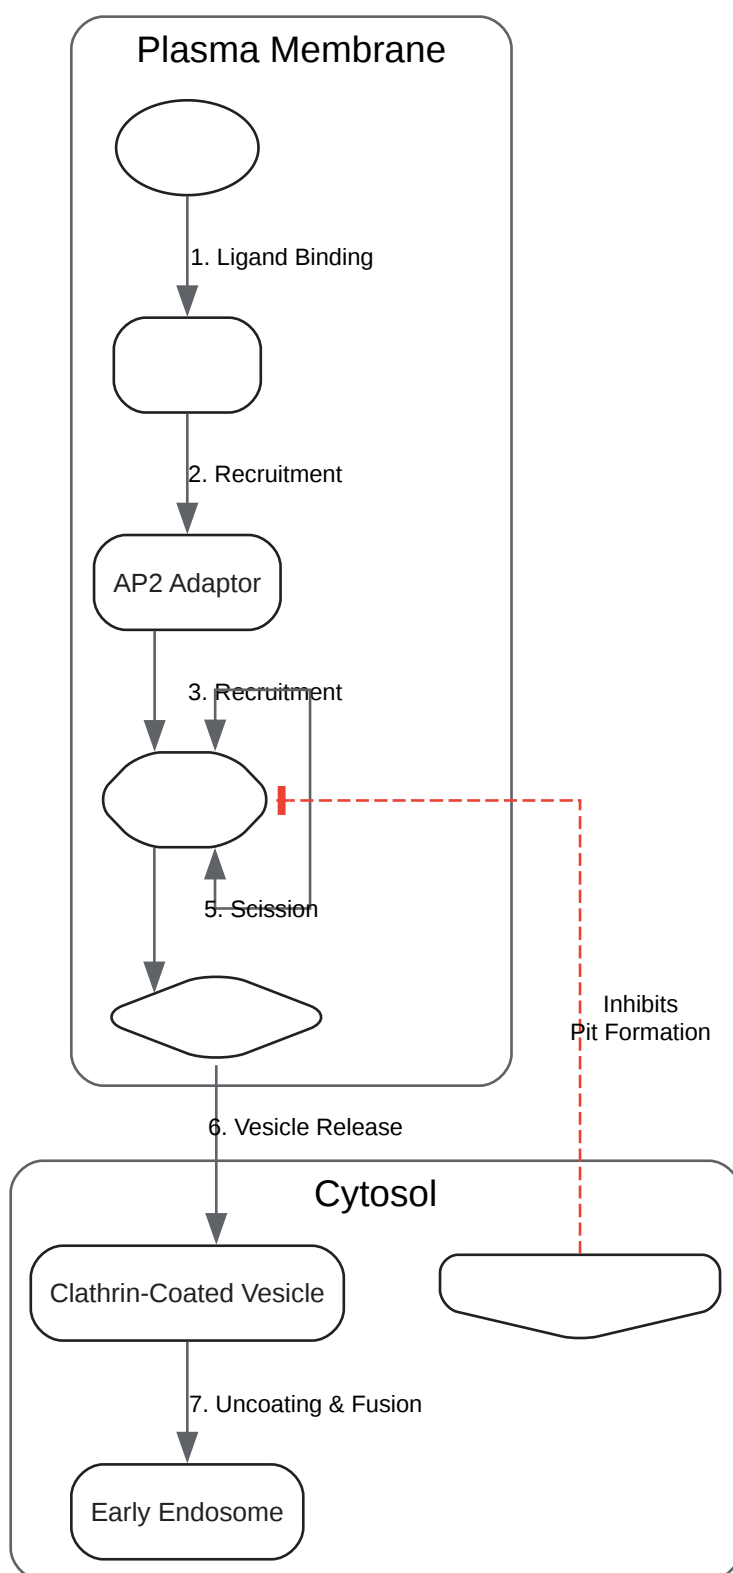 Plasma Membrane
1. Ligand Binding
2. Recruitment
AP2 Adaptor
3. Recruitment
5. Scission
Inhibits
Pit Formation
6. Vesicle Release
Cytosol
Clathrin-Coated Vesicle
7. Uncoating & Fusion
Early Endosome